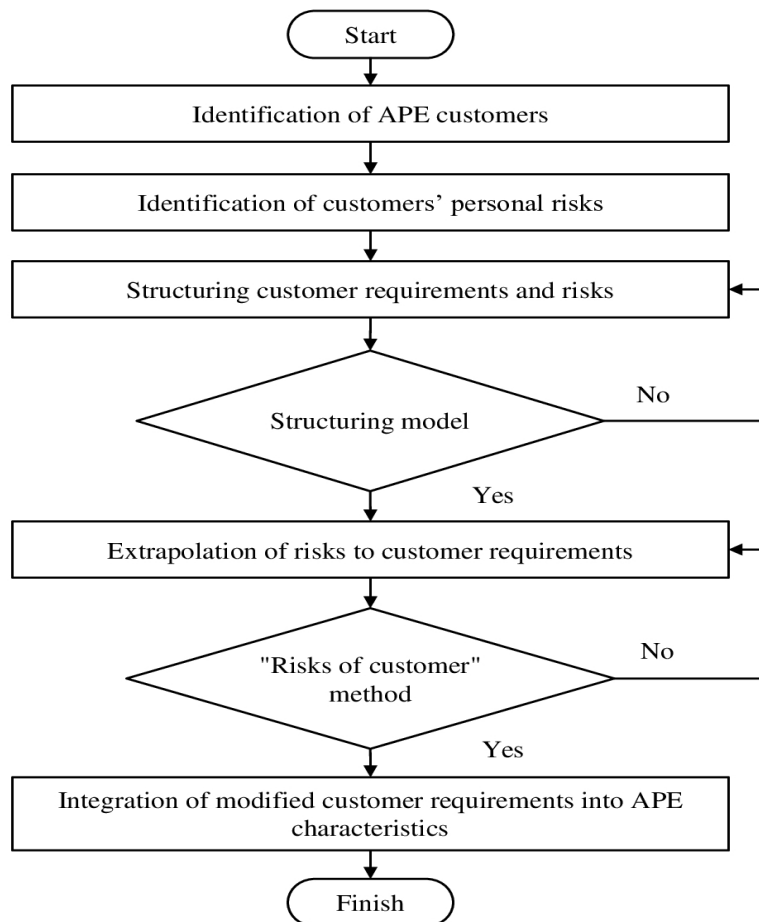 Start
Identification of APE customers
Identification of customers’ personal risks
Structuring customer requirements and risks
No
Structuring model
Yes
Extrapolation of risks to customer requirements
No
"Risks of customer"
method
Yes
Integration of modified customer requirements into APE
characteristics
Finish